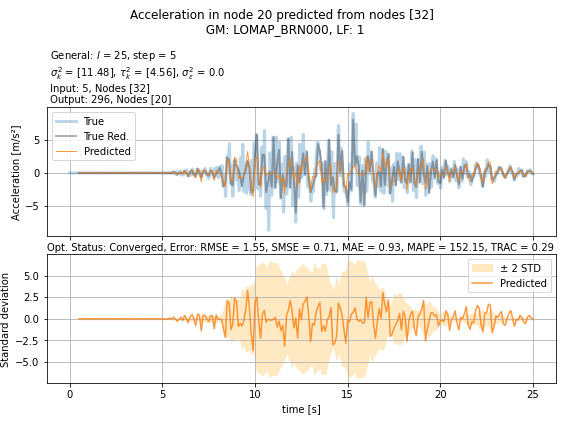 Acceleration in node 20 predicted from nodes [32]
GM: LOMAP_BRN000, LF: 1
General: l = 25, step = 5
σ²ₖ = [11.48], τ²ₖ = [4.56], σ²ε = 0.0
Input: 5, Nodes [32]
Output: 296, Nodes [20]
Acceleration [m/s²]
5
0
−5
True
True Red.
Predicted
Opt. Status: Converged, Error: RMSE = 1.55, SMSE = 0.71, MAE = 0.93, MAPE = 152.15, TRAC = 0.29
Standard deviation
5.0
2.5
0.0
−2.5
−5.0
± 2 STD
Predicted
0 5 10 15 20 25
time [s]